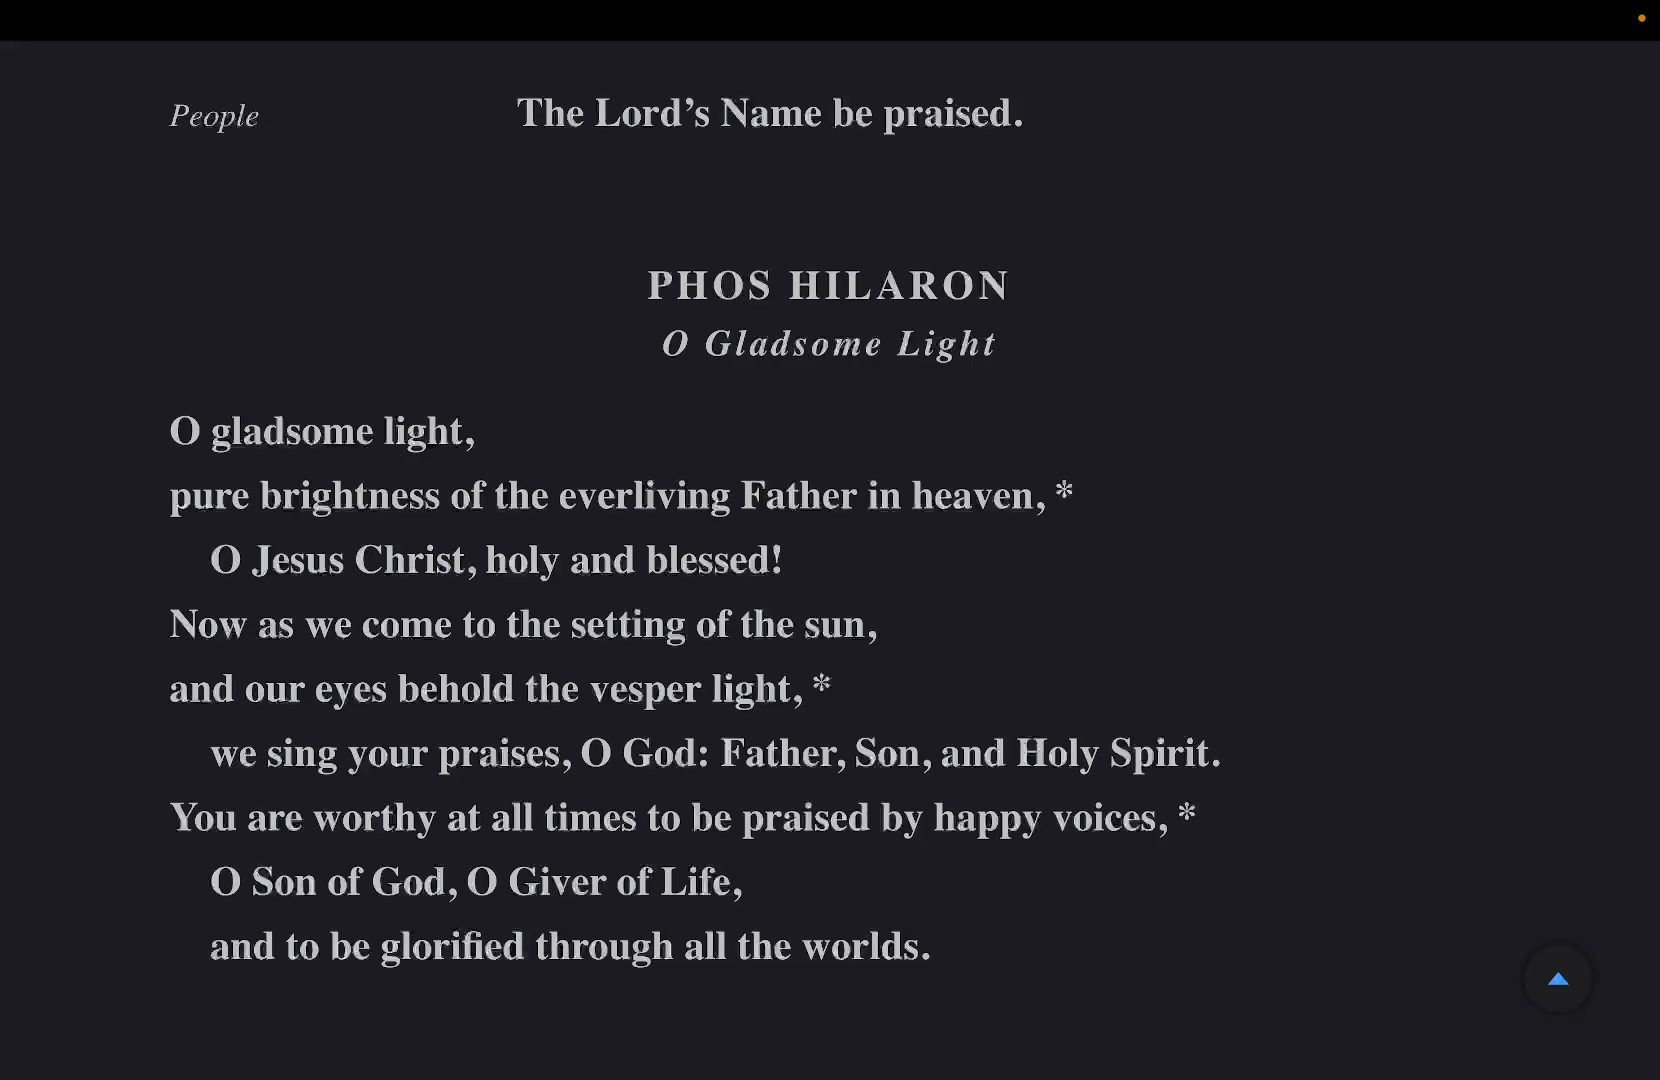 People The Lord’s Name be praised.
PHOS HILARON
O Gladsome Light
O gladsome light,
pure brightness of the everliving Father in heaven, *
O Jesus Christ, holy and blessed!
Now as we come to the setting of the sun,
and our eyes behold the vesper light, *
we sing your praises, O God: Father, Son, and Holy Spirit.
You are worthy at all times to be praised by happy voices, *
O Son of God, O Giver of Life,
and to be glorified through all the worlds.